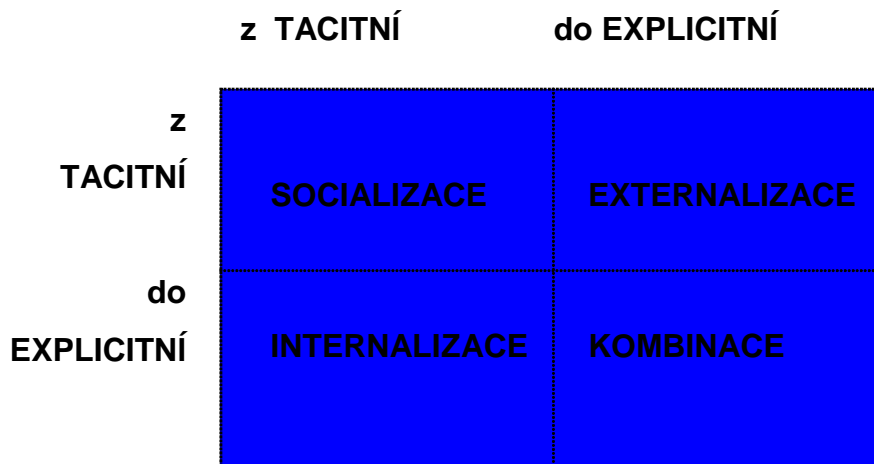 z TACITNÍ do EXPLICITNÍ
z
TACITNÍ
SOCIALIZACE EXTERNALIZACE
do
EXPLICITNÍ
INTERNALIZACE KOMBINACE